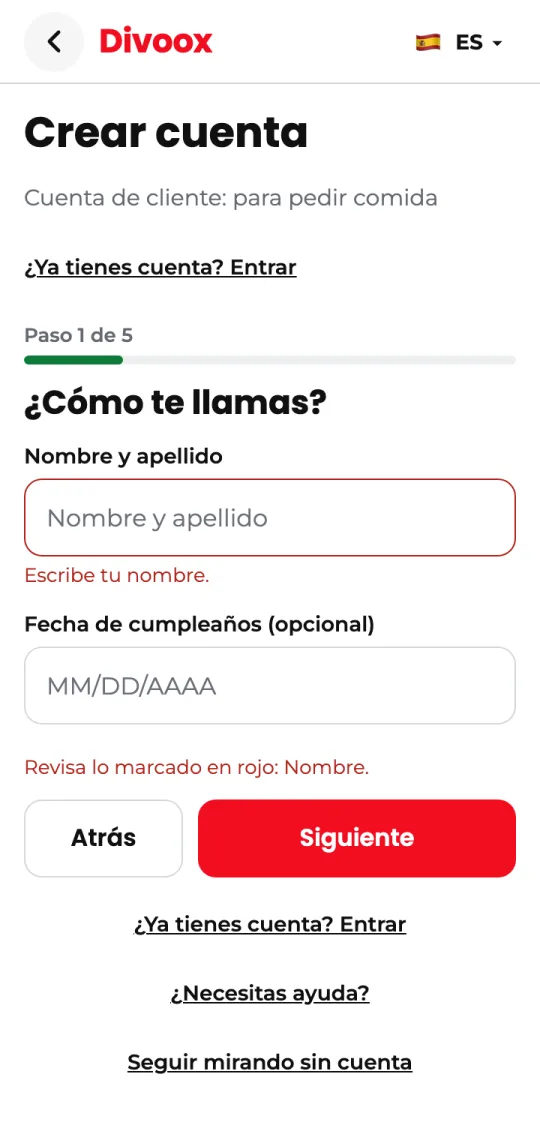 Divoox
ES
Crear cuenta
Cuenta de cliente: para pedir comida
¿Ya tienes cuenta? Entrar
Paso 1 de 5
¿Cómo te llamas?
Nombre y apellido
Nombre y apellido
Escribe tu nombre.
Fecha de cumpleaños (opcional)
MM/DD/AAAA
Revisa lo marcado en rojo: Nombre.
Atrás
Siguiente
¿Ya tienes cuenta? Entrar
¿Necesitas ayuda?
Seguir mirando sin cuenta